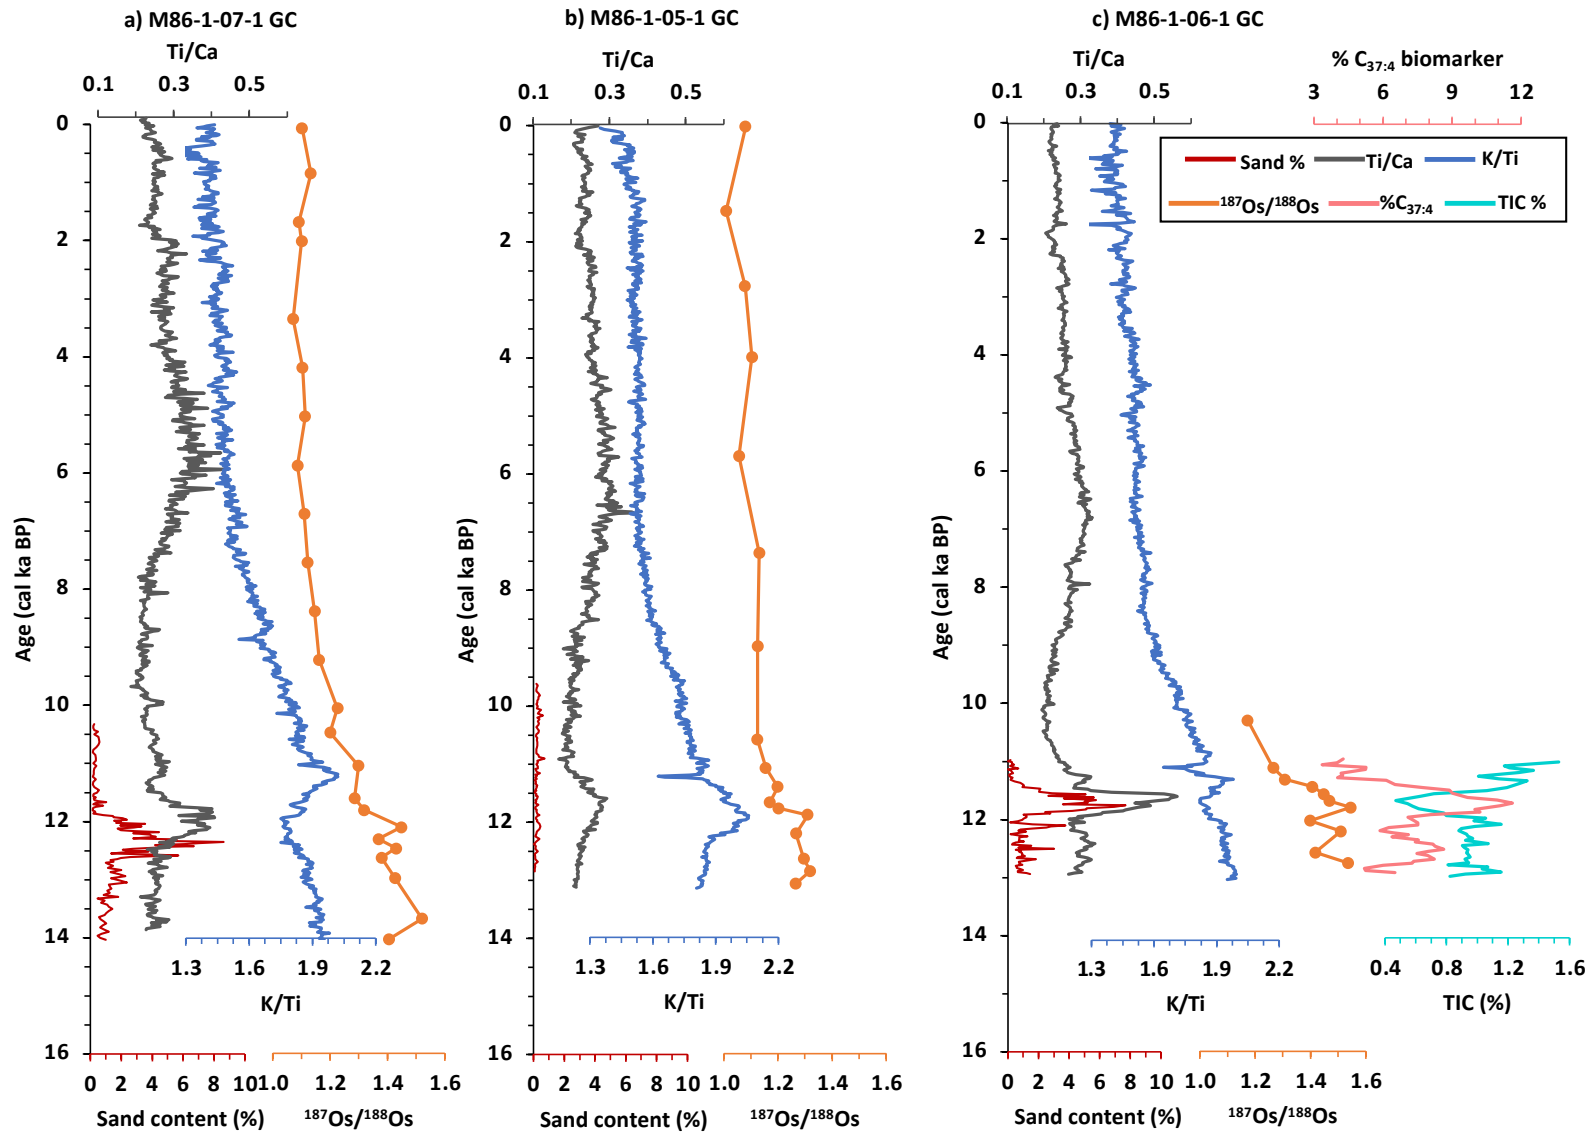 a) M86-1-07-1 GC
b) M86-1-05-1 GC
c) M86-1-06-1 GC
Ti/Ca
Ti/Ca
Ti/Ca
% C37:4 biomarker
0.1 0.3 0.5
0.1 0.3 0.5
0.1 0.3 0.5
3 6 9 12
Sand %
Ti/Ca
K/Ti
187Os/188Os
%C37:4
TIC %
Age (cal ka BP)
0
2
4
6
8
10
12
14
16
Age (cal ka BP)
0
2
4
6
8
10
12
14
16
Age (cal ka BP)
0
2
4
6
8
10
12
14
16
1.3 1.6 1.9 2.2
K/Ti
1.3 1.6 1.9 2.2
K/Ti
1.3 1.6 1.9 2.2
K/Ti
0.4 0.8 1.2 1.6
TIC (%)
0 2 4 6 8 10
1.0 1.2 1.4 1.6
0 2 4 6 8 10
1.0 1.2 1.4 1.6
0 2 4 6 8 10
1.0 1.2 1.4 1.6
Sand content (%)
187Os/188Os
Sand content (%)
187Os/188Os
Sand content (%)
187Os/188Os